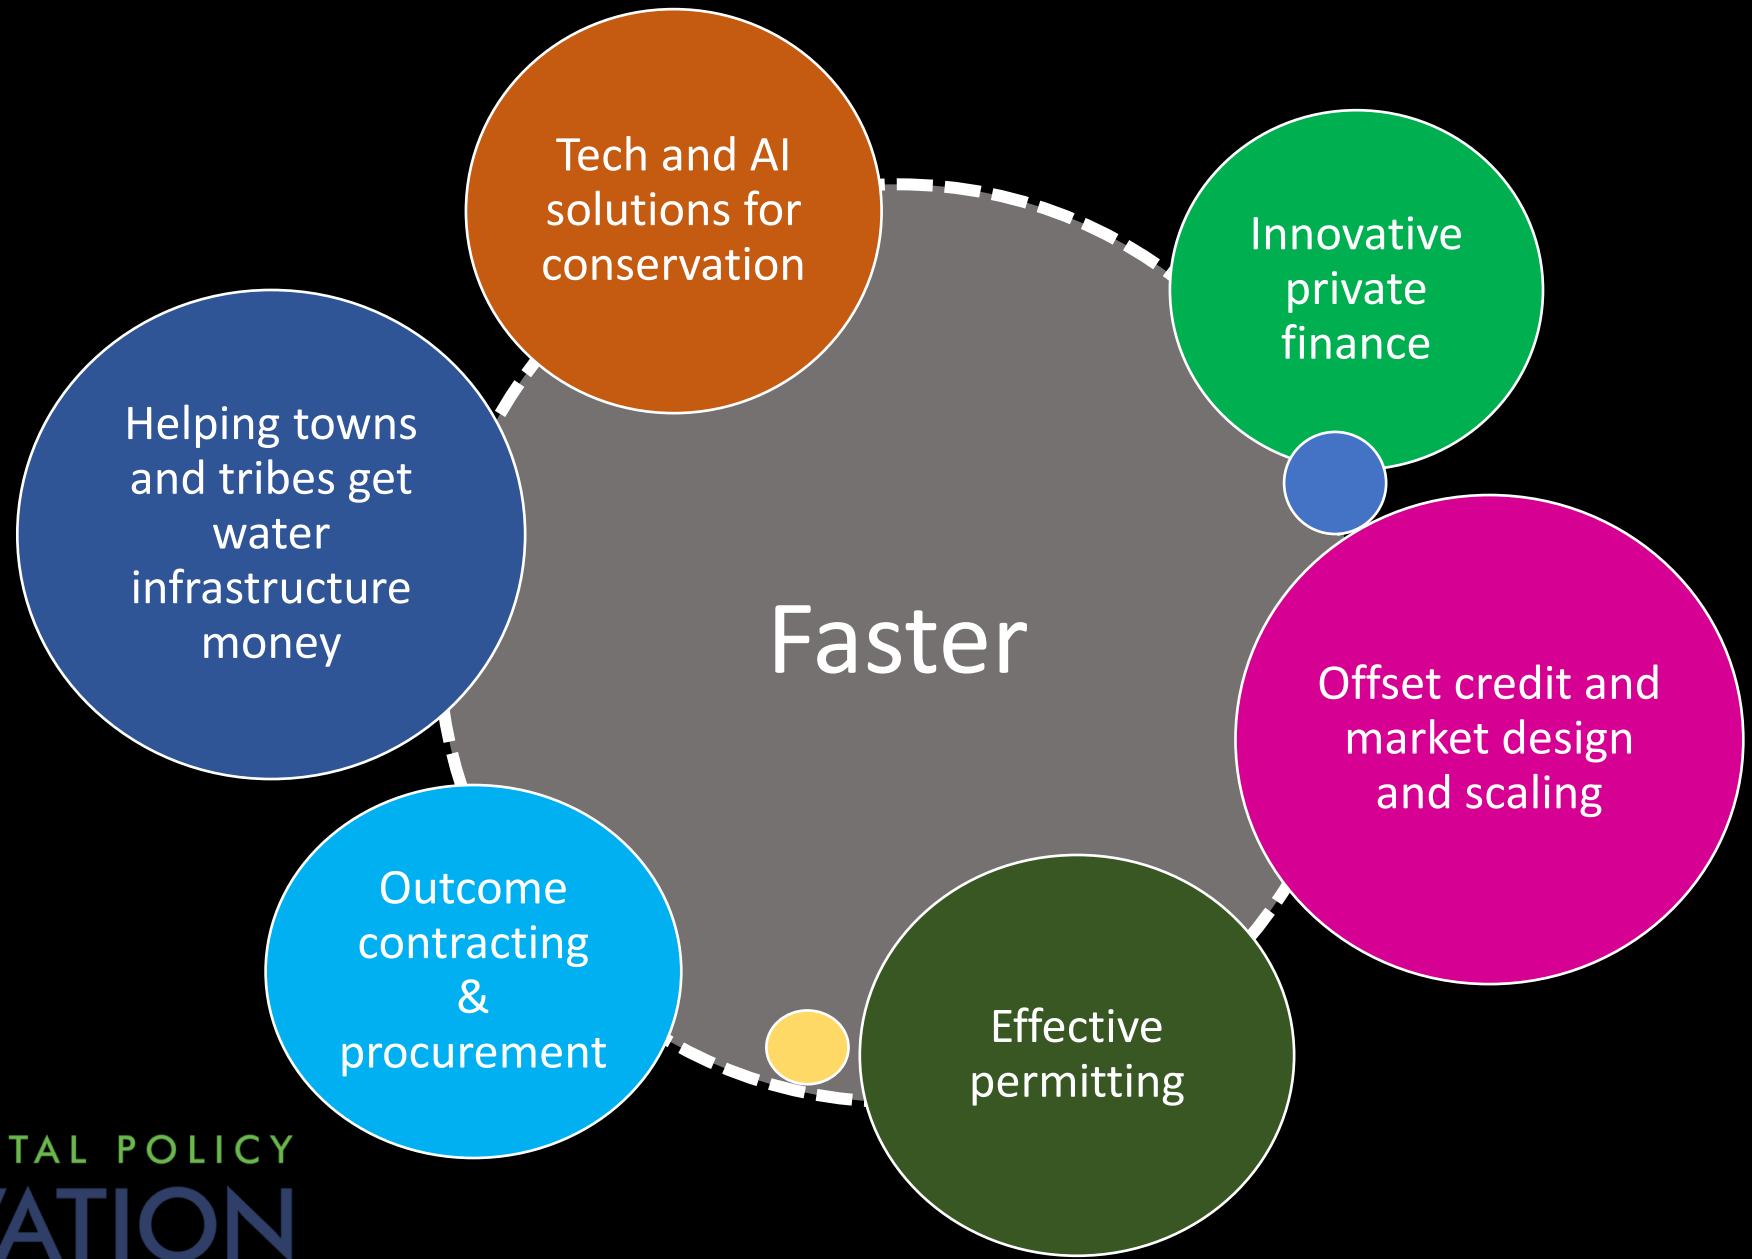 Tech and AI
solutions for
conservation
Innovative
private
finance
Helping towns
and tribes get
water
infrastructure
money
Faster
Offset credit and
market design
and scaling
Outcome
contracting
&
procurement
Effective
permitting
TAL POLICY
VATION